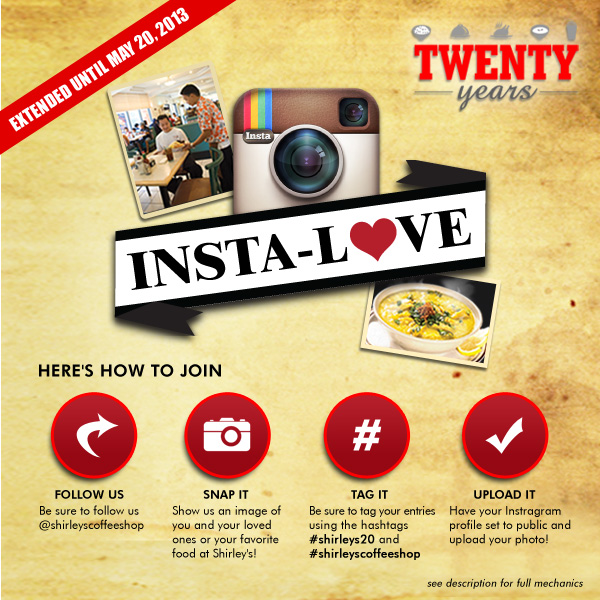 EXTENDED UNTIL MAY 20, 2013
TWENTY
years
Insta
INSTA-L❤VE
HERE'S HOW TO JOIN
FOLLOW US
Be sure to follow us
@shirleyscoffeeshop
SNAP IT
Show us an image of
you and your loved
ones or your favorite
food at Shirley's!
#
TAG IT
Be sure to tag your entries
using the hashtags
#shirleys20 and
#shirleyscoffeeshop
UPLOAD IT
Have your Instragram
profile set to public and
upload your photo!
see description for full mechanics